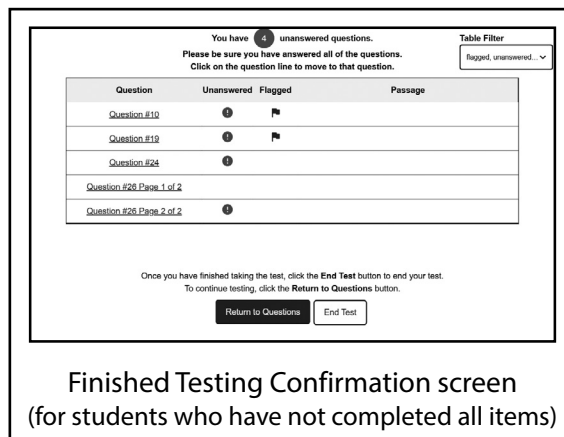 You have 4 unanswered questions.
Table Filter
Please be sure you have answered all of the questions.
Click on the question line to move to that question.
flagged, unanswered...
Question Unanswered Flagged Passage
Question #10
Question #19
Question #24
Question #26 Page 1 of 2
Question #26 Page 2 of 2
Once you have finished taking the test, click the End Test button to end your test.
To continue testing, click the Return to Questions button.
Return to Questions End Test
Finished Testing Confirmation screen
(for students who have not completed all items)